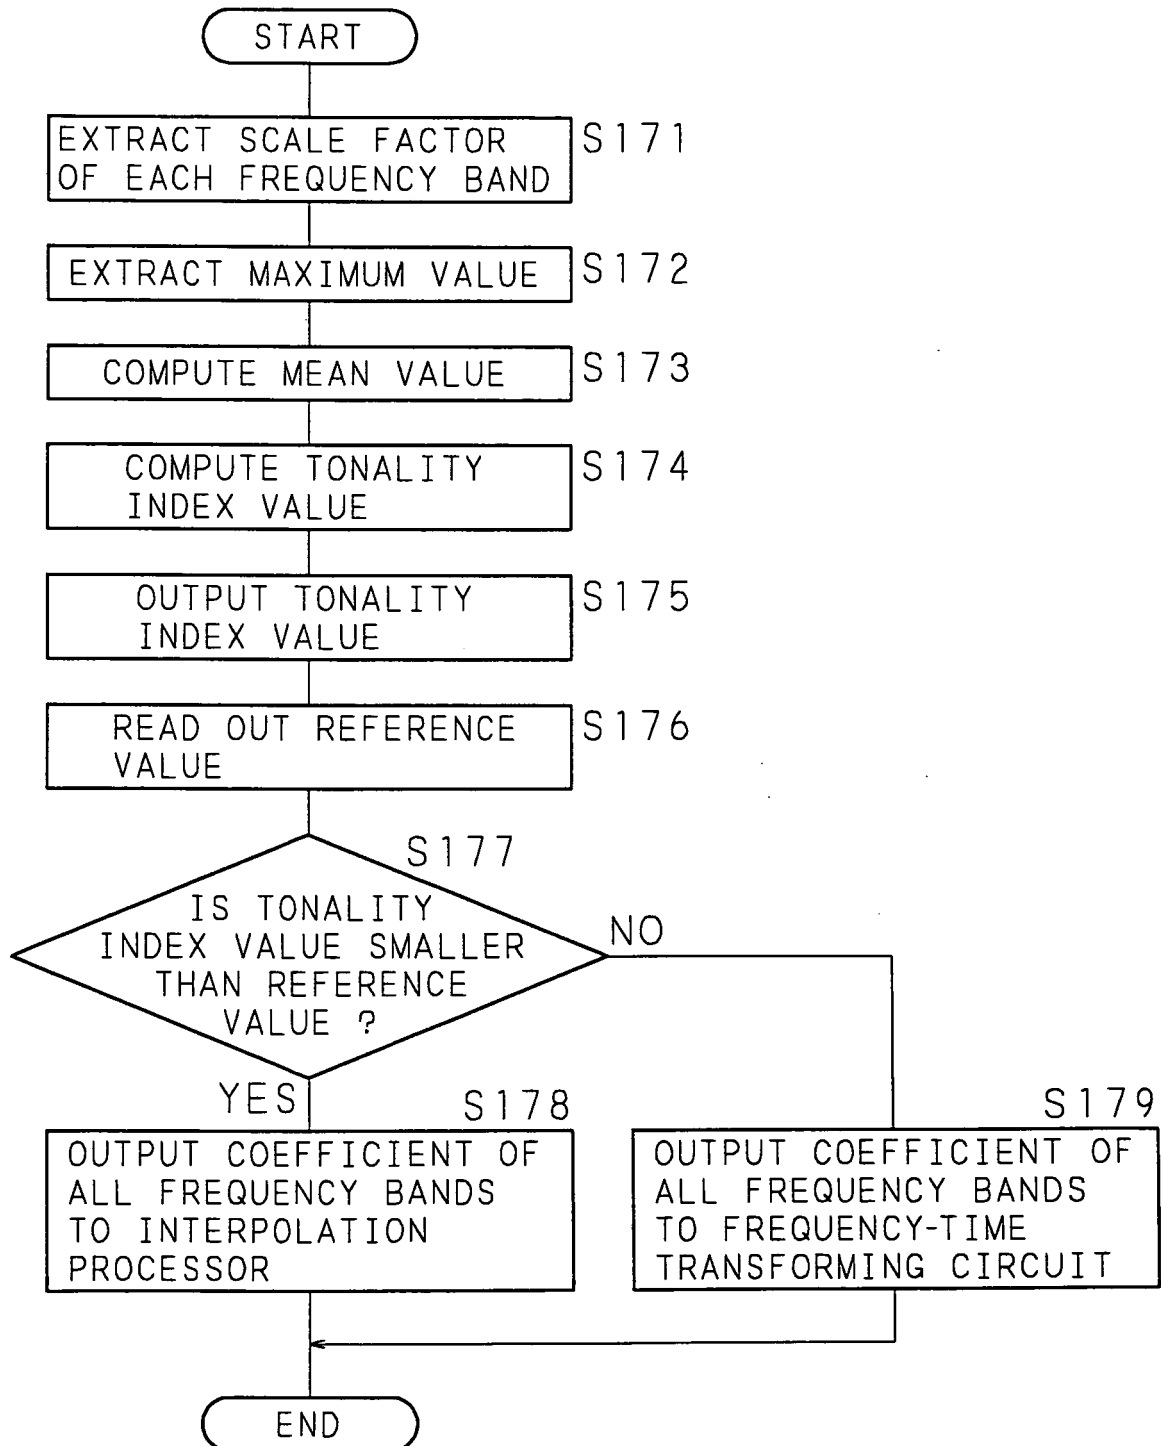 START
EXTRACT SCALE FACTOR
OF EACH FREQUENCY BAND
S171
EXTRACT MAXIMUM VALUE
S172
COMPUTE MEAN VALUE
S173
COMPUTE TONALITY
INDEX VALUE
S174
OUTPUT TONALITY
INDEX VALUE
S175
READ OUT REFERENCE
VALUE
S176
S177
IS TONALITY
INDEX VALUE SMALLER
THAN REFERENCE
VALUE ?
NO
YES
S178
OUTPUT COEFFICIENT OF
ALL FREQUENCY BANDS
TO INTERPOLATION
PROCESSOR
S179
OUTPUT COEFFICIENT OF
ALL FREQUENCY BANDS
TO FREQUENCY-TIME
TRANSFORMING CIRCUIT
END